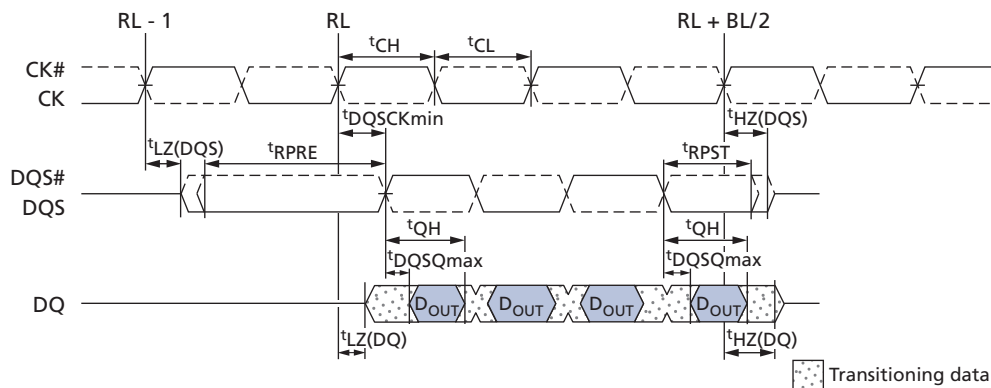 RL - 1 RL RL + BL/2
tCH tCL
CK#
CK
tDQSCKmin tHZ(DQS)
tLZ(DQS) tRPRE tRPST
DQS#
DQS
tQH tQH
tDQSQmax tDQSQmax
DQ DOUT DOUT DOUT DOUT
tLZ(DQ) tHZ(DQ)
Transitioning data